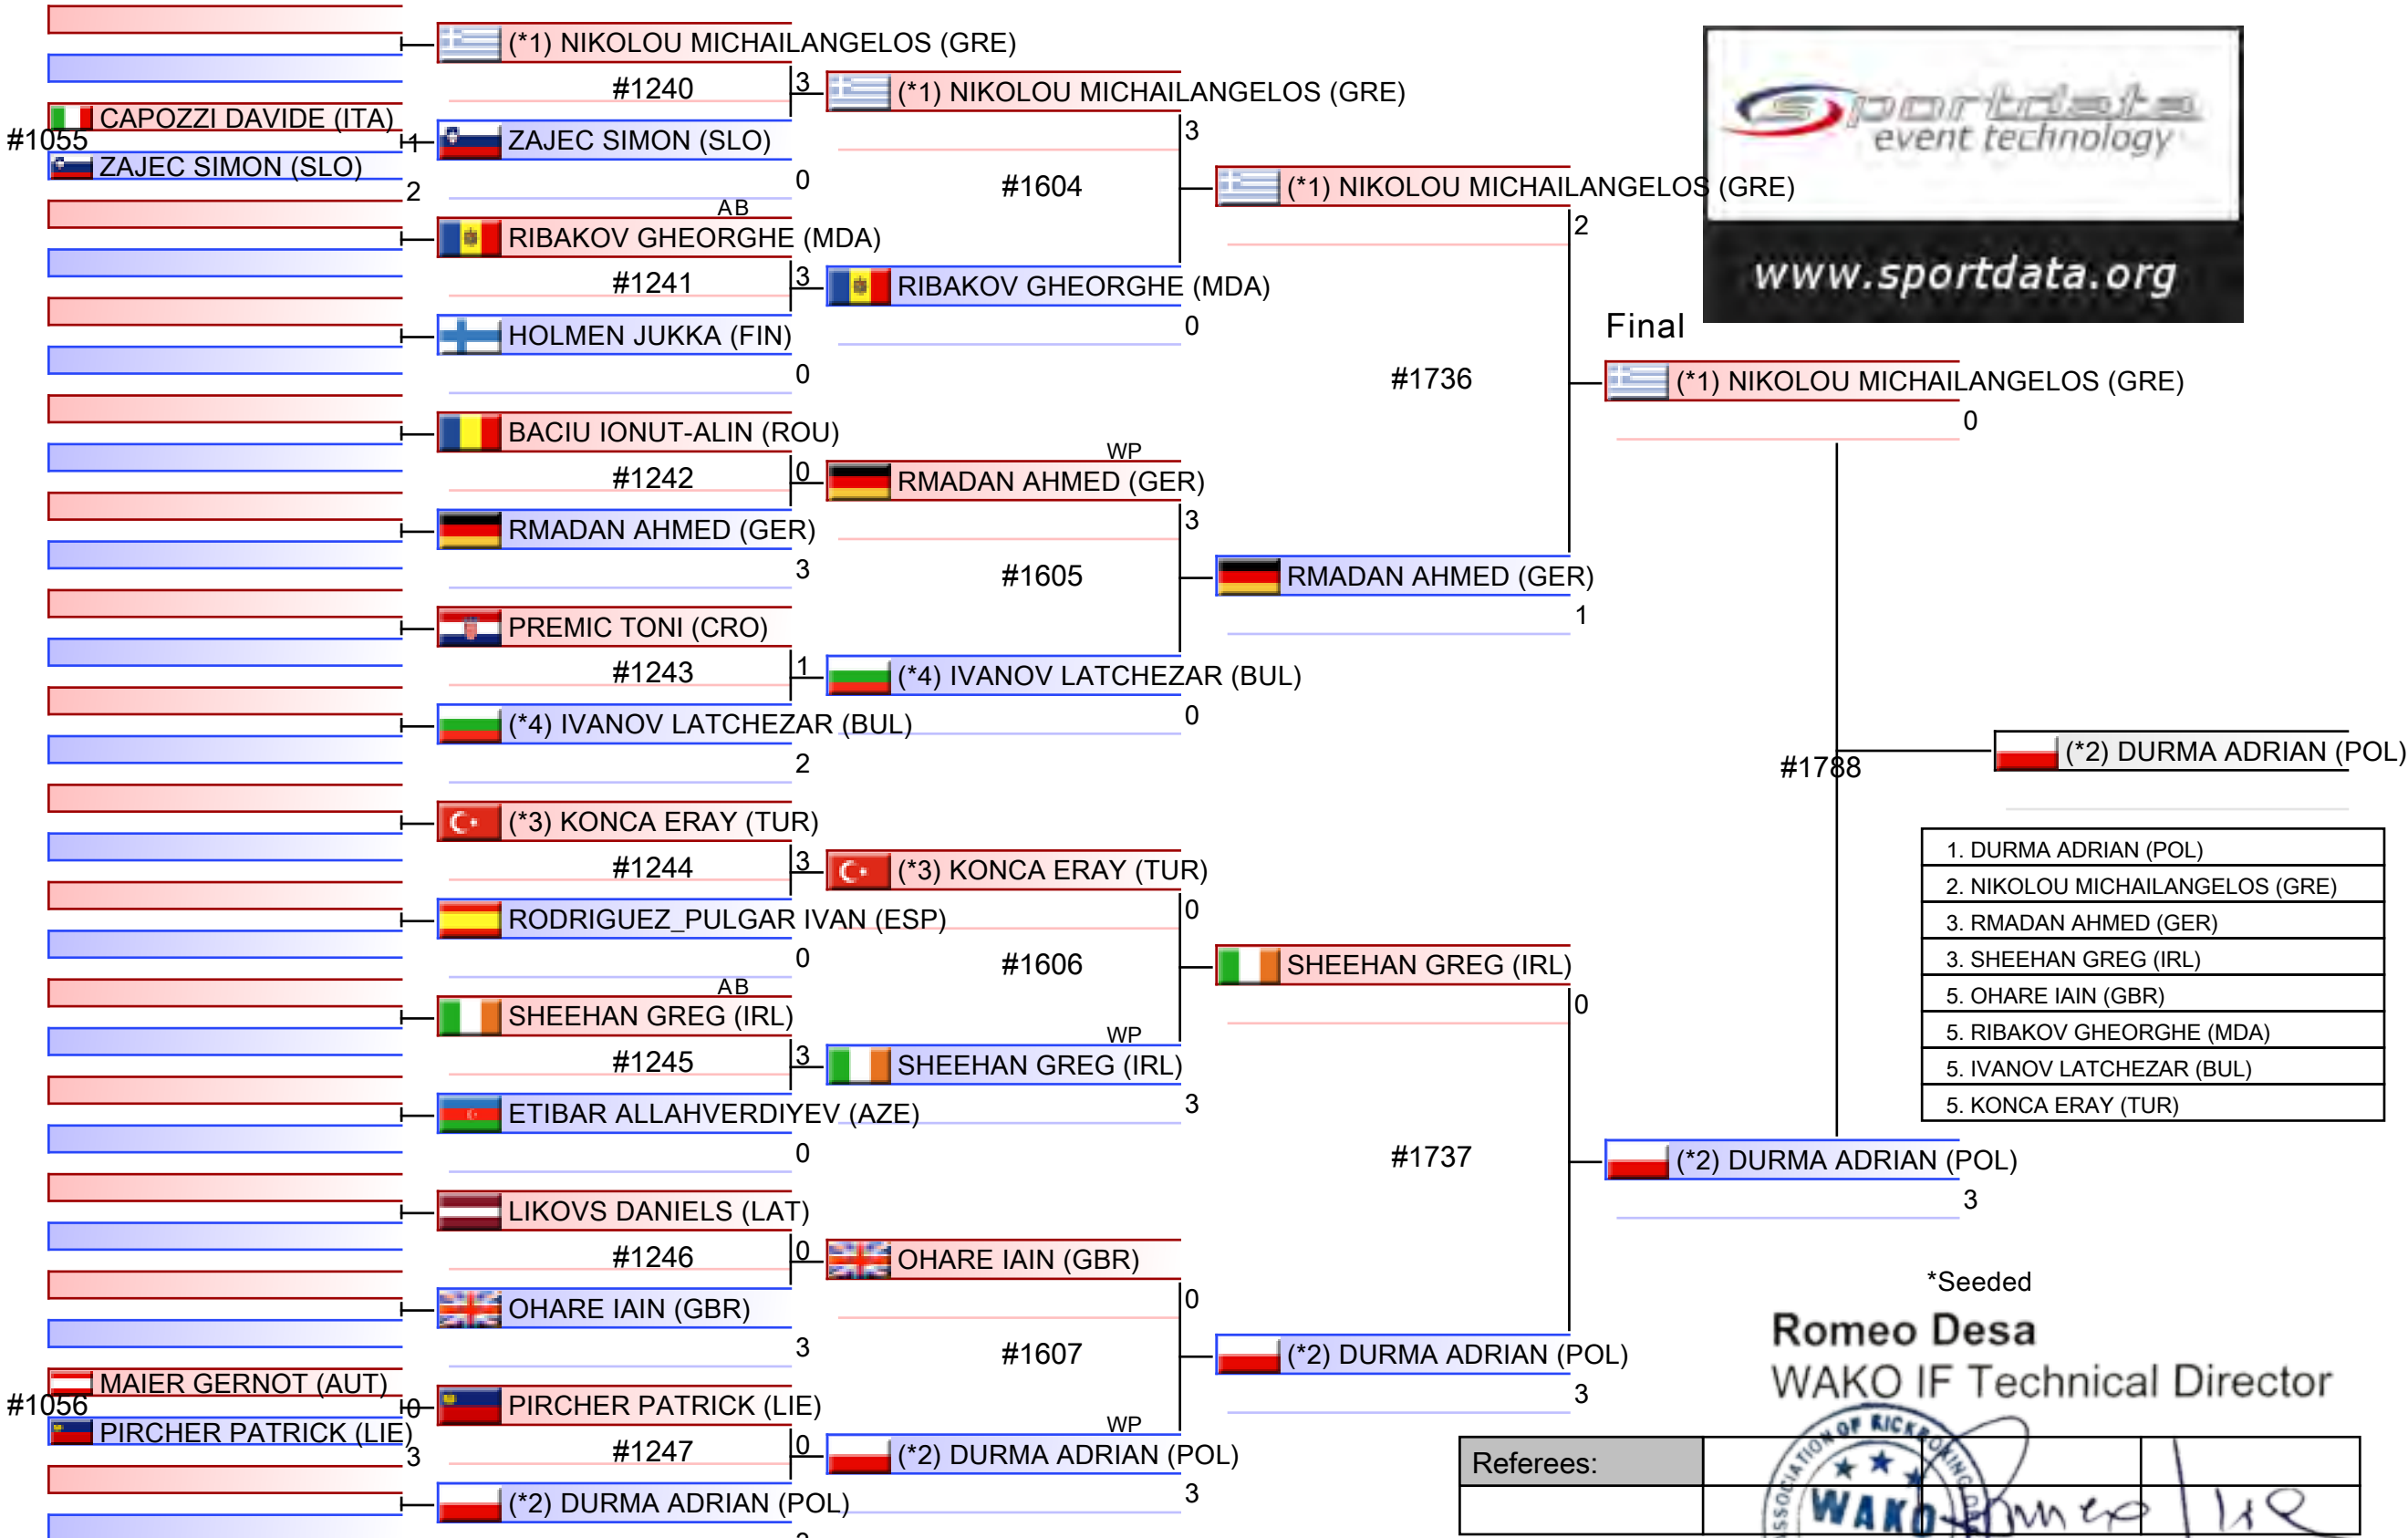 #1055
CAPOZZI DAVIDE (ITA)
1
ZAJEC SIMON (SLO)
2
#1056
MAIER GERNOT (AUT)
0
PIRCHER PATRICK (LIE)
3
(*1) NIKOLOU MICHAILANGELOS (GRE)
#1240
3
ZAJEC SIMON (SLO)
0
AB
RIBAKOV GHEORGHE (MDA)
#1241
3
HOLMEN JUKKA (FIN)
0
BACIU IONUT-ALIN (ROU)
#1242
0
RMADAN AHMED (GER)
3
PREMIC TONI (CRO)
#1243
1
(*4) IVANOV LATCHEZAR (BUL)
2
(*3) KONCA ERAY (TUR)
#1244
3
RODRIGUEZ_PULGAR IVAN (ESP)
0
AB
SHEEHAN GREG (IRL)
#1245
3
ETIBAR ALLAHVERDIYEV (AZE)
0
LIKOVS DANIELS (LAT)
#1246
0
OHARE IAIN (GBR)
3
PIRCHER PATRICK (LIE)
#1247
0
(*2) DURMA ADRIAN (POL)
(*1) NIKOLOU MICHAILANGELOS (GRE)
3
#1604
RIBAKOV GHEORGHE (MDA)
0
WP
RMADAN AHMED (GER)
3
#1605
(*4) IVANOV LATCHEZAR (BUL)
0
(*3) KONCA ERAY (TUR)
0
#1606
WP
SHEEHAN GREG (IRL)
3
OHARE IAIN (GBR)
0
#1607
WP
(*2) DURMA ADRIAN (POL)
3
(*1) NIKOLOU MICHAILANGELOS (GRE)
2
#1736
RMADAN AHMED (GER)
1
SHEEHAN GREG (IRL)
0
#1737
(*2) DURMA ADRIAN (POL)
3
Final
(*1) NIKOLOU MICHAILANGELOS (GRE)
0
#1788
(*2) DURMA ADRIAN (POL)
3
(*2) DURMA ADRIAN (POL)
sportdata
event technology
www.sportdata.org
1. DURMA ADRIAN (POL)
2. NIKOLOU MICHAILANGELOS (GRE)
3. RMADAN AHMED (GER)
3. SHEEHAN GREG (IRL)
5. OHARE IAIN (GBR)
5. RIBAKOV GHEORGHE (MDA)
5. IVANOV LATCHEZAR (BUL)
5. KONCA ERAY (TUR)
*Seeded
Romeo Desa
WAKO IF Technical Director
Referees:
WAKO